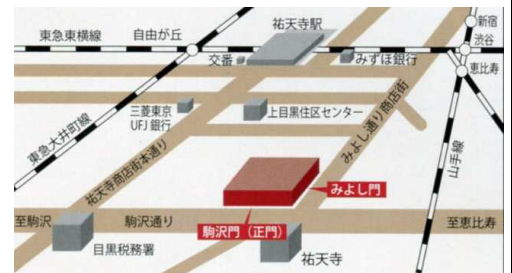 新宿
祐天寺駅
東急東横線
自由が丘
渋谷
交番
みずほ銀行
恵比寿
三菱東京
UFJ 銀行
上目黒住区センター
みよし通り商店街
東急大井町線
山手線
祐天寺商店街本通り
みよし門
至駒沢
駒沢通り
駒沢門（正門）
至恵比寿
目黒税務署
祐天寺